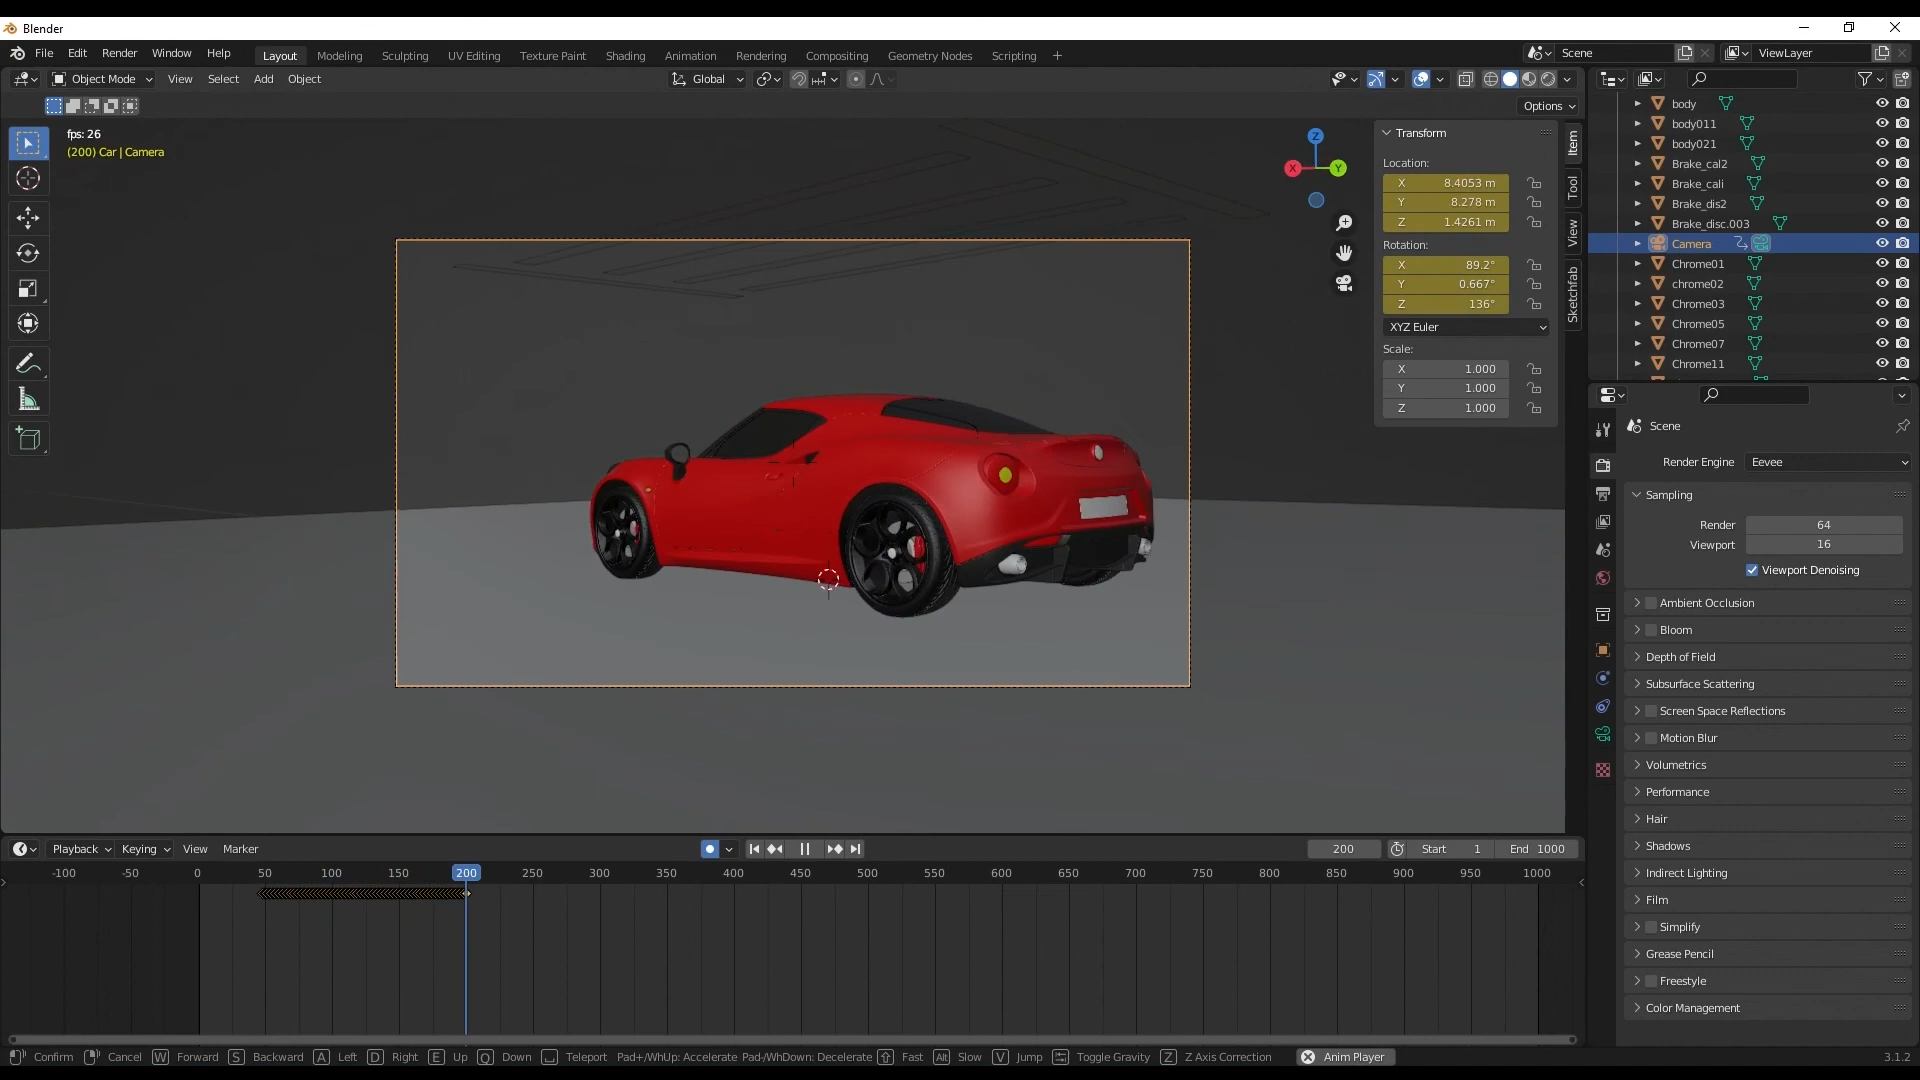 Blender
File Edit Render Window Help Layout Modeling Sculpting UV Editing Texture Paint Shading Animation Rendering Compositing Geometry Nodes Scripting + Scene ViewLayer
Object Mode View Select Add Object Global
Options
fps: 26
(200) Car | Camera
Z
X Y
Transform
Location:
X 8.4053 m
Y 8.278 m
Z 1.4261 m
Rotation:
X 89.2°
Y 0.667°
Z 136°
XYZ Euler
Scale:
X 1.000
Y 1.000
Z 1.000
Item
Tool
View
Sketchfab
body
body011
body021
Brake_cal2
Brake_cali
Brake_dis2
Brake_disc.003
Camera
Chrome01
chrome02
Chrome03
Chrome05
Chrome07
Chrome11
Scene
Render Engine Eevee
Sampling
Render 64
Viewport 16
Viewport Denoising
Ambient Occlusion
Bloom
Depth of Field
Subsurface Scattering
Screen Space Reflections
Motion Blur
Volumetrics
Performance
Hair
Shadows
Indirect Lighting
Film
Simplify
Grease Pencil
Freestyle
Color Management
Playback Keying View Marker 200 Start 1 End 1000
-100 -50 0 50 100 150 200 250 300 350 400 450 500 550 600 650 700 750 800 850 900 950 1000
Confirm Cancel W Forward S Backward A Left D Right E Up Q Down Teleport Pad+/WhUp: Accelerate Pad-/WhDown: Decelerate Fast Alt Slow V Jump Toggle Gravity Z Z Axis Correction Anim Player 3.1.2